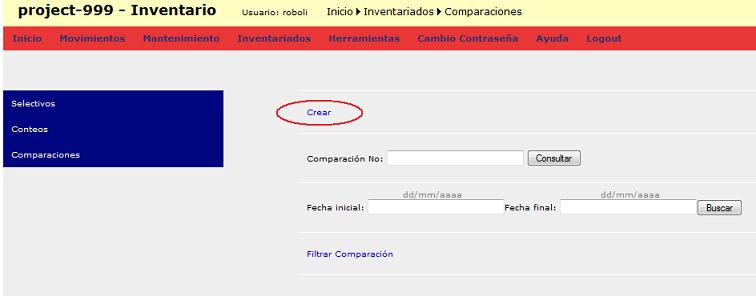 project-999 - Inventario Usuario: roboli Inicio Inventariados Comparaciones
Inicio Movimientos Mantenimiento Inventariados Herramientas Cambio Contraseña Ayuda Logout
Selectivos
Conteos
Comparaciones
Crear
Comparación No: Consultar
dd/mm/aaaa dd/mm/aaaa
Fecha inicial: Fecha final: Buscar
Filtrar Comparación